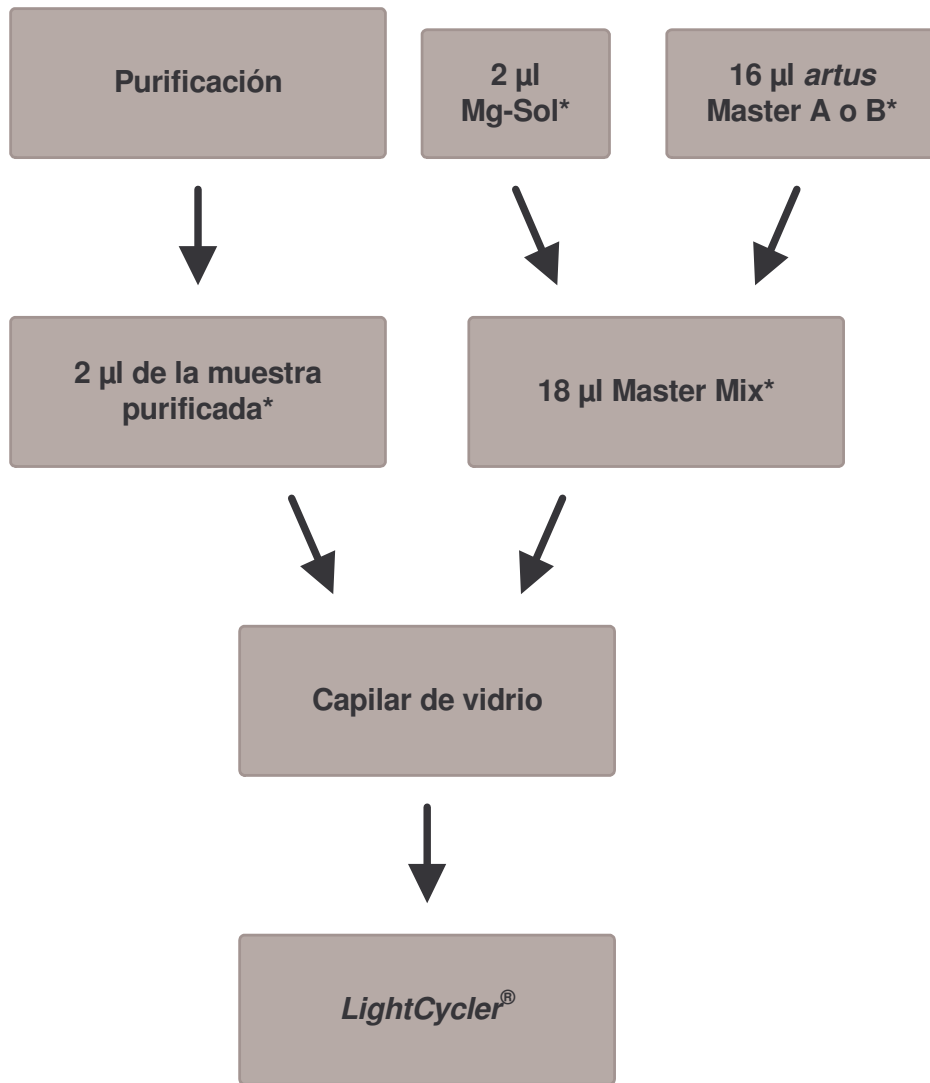 Purificación
2 µl
Mg-Sol*
16 µl artus
Master A o B*
2 µl de la muestra
purificada*
18 µl Master Mix*
Capilar de vidrio
LightCycler®